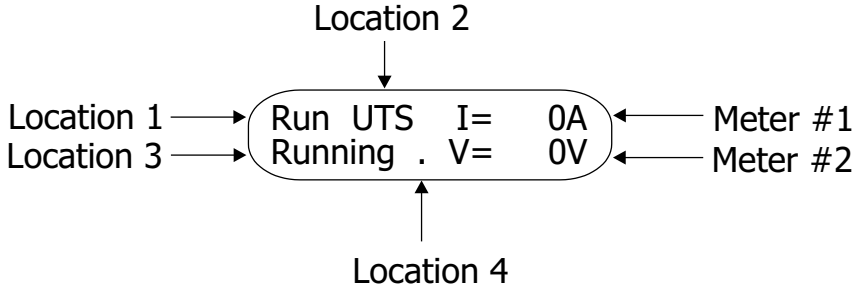 Location 2
Location 1 Run UTS I= 0A Meter #1
Location 3 Running . V= 0V Meter #2
Location 4